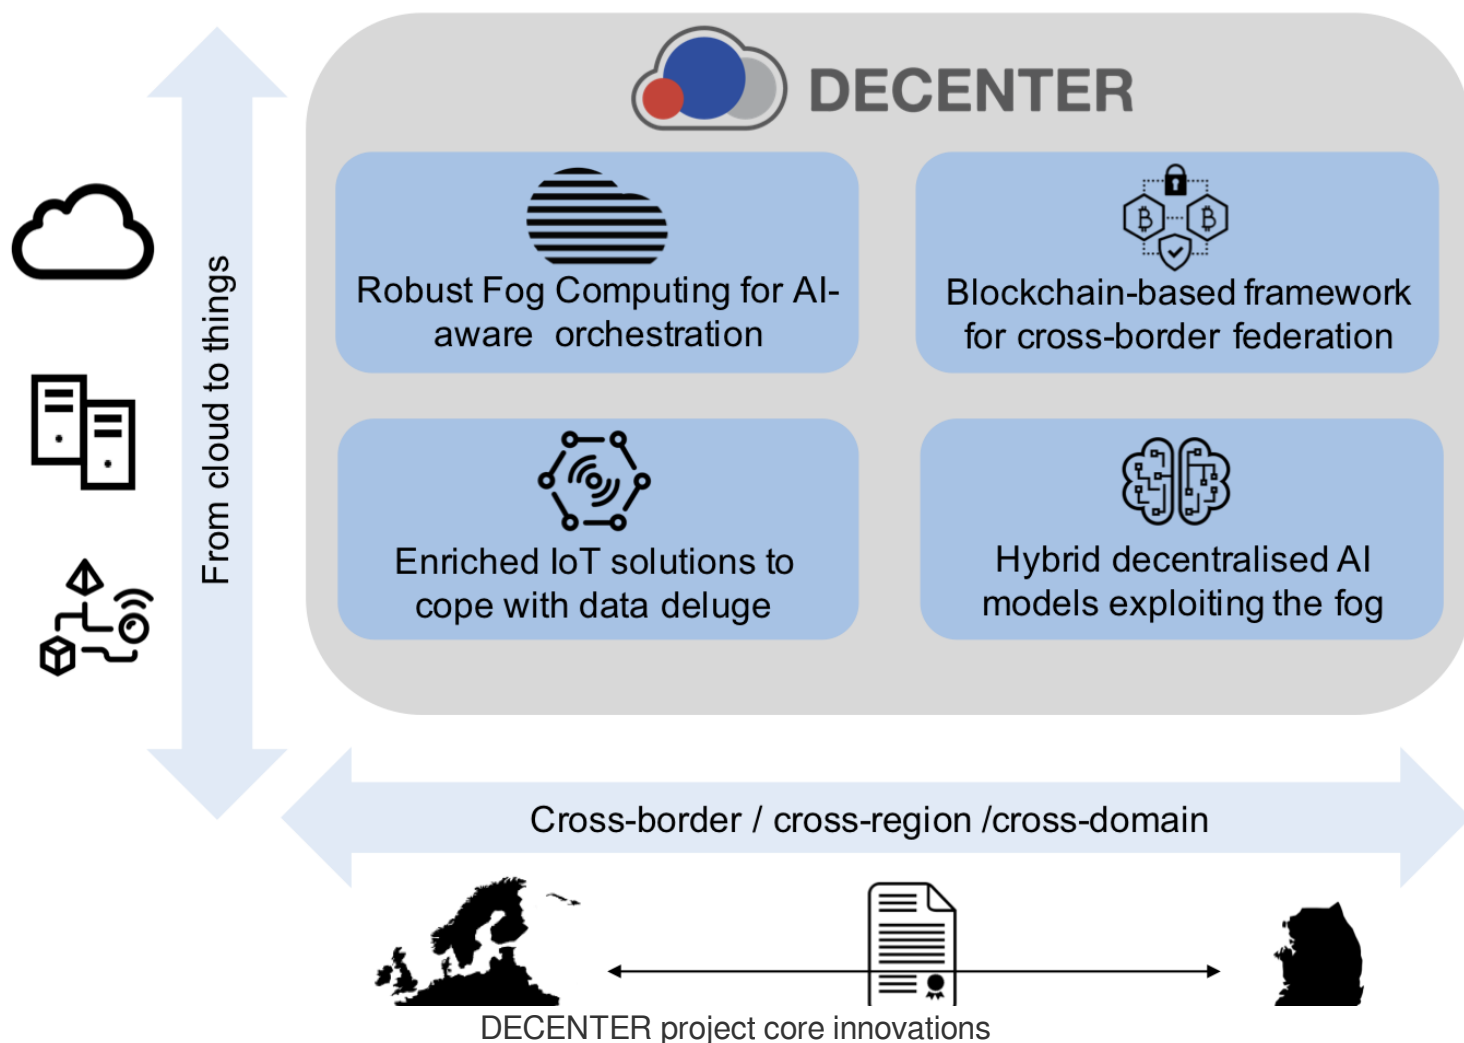 DECENTER
Robust Fog Computing for AI-
aware orchestration
Blockchain-based framework
for cross-border federation
From cloud to things
Enriched IoT solutions to
cope with data deluge
Hybrid decentralised AI
models exploiting the fog
Cross-border / cross-region /cross-domain
DECENTER project core innovations